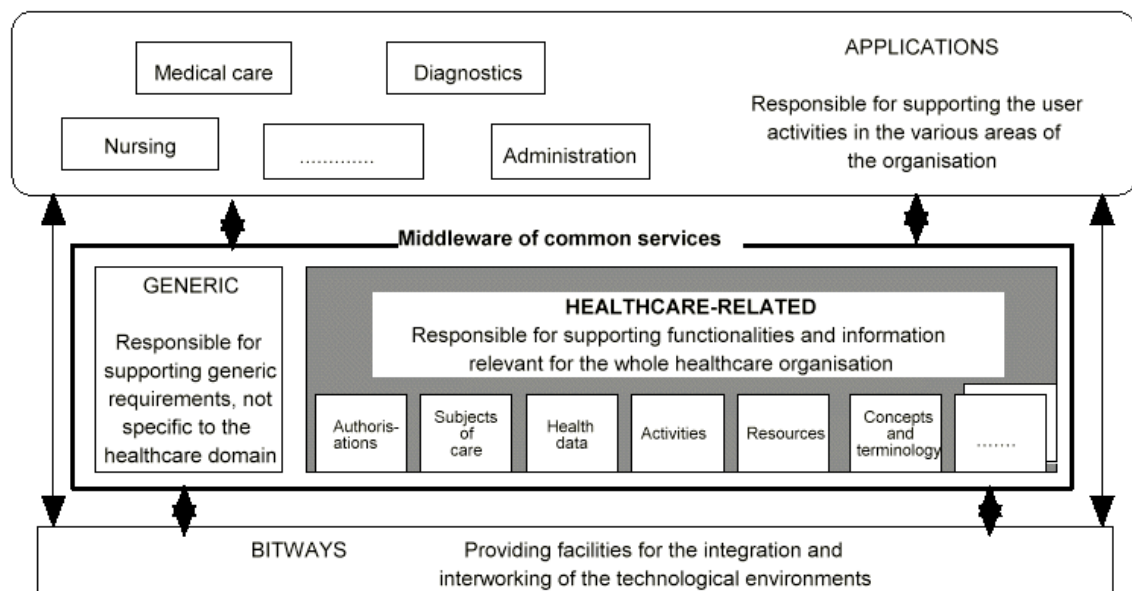 APPLICATIONS
Responsible for supporting the user
activities in the various areas of
the organisation
Medical care
Diagnostics
Nursing
.............
Administration
Middleware of common services
GENERIC
Responsible for
supporting generic
requirements, not
specific to the
healthcare domain
HEALTHCARE-RELATED
Responsible for supporting functionalities and information
relevant for the whole healthcare organisation
Authoris-
ations
Subjects
of
care
Health
data
Activities
Resources
Concepts
and
terminology
.......
BITWAYS
Providing facilities for the integration and
interworking of the technological environments